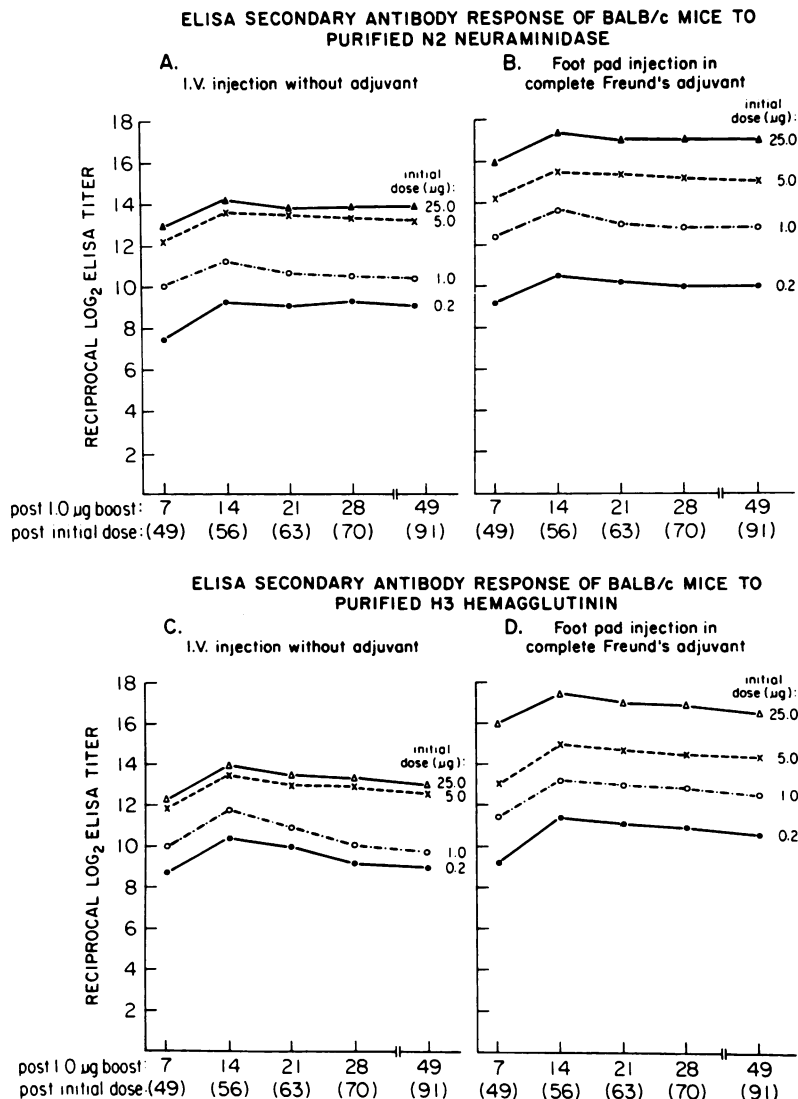 ELISA SECONDARY ANTIBODY RESPONSE OF BALB/c MICE TO
PURIFIED N2 NEURAMINIDASE
A.
I.V. injection without adjuvant
B. Foot pad injection in
complete Freund's adjuvant
RECIPROCAL LOG2 ELISA TITER
18
16
14
12
10
8
6
4
2
initial
dose (µg):
25.0
5.0
1.0
0.2
initial
dose (µg):
25.0
5.0
1.0
0.2
post 1.0 µg boost: 7 14 21 28 49 7 14 21 28 49
post initial dose: (49) (56) (63) (70) (91) (49) (56) (63) (70) (91)
ELISA SECONDARY ANTIBODY RESPONSE OF BALB/c MICE TO
PURIFIED H3 HEMAGGLUTININ
C.
I.V. injection without adjuvant
D. Foot pad injection in
complete Freund's adjuvant
RECIPROCAL LOG2 ELISA TITER
18
16
14
12
10
8
6
4
2
initial
dose (µg):
25.0
5.0
1.0
0.2
initial
dose (µg):
25.0
5.0
1 0
0.2
post 1 0 µg boost: 7 14 21 28 49 7 14 21 28 49
post initial dose: (49) (56) (63) (70) (91) (49) (56) (63) (70) (91)